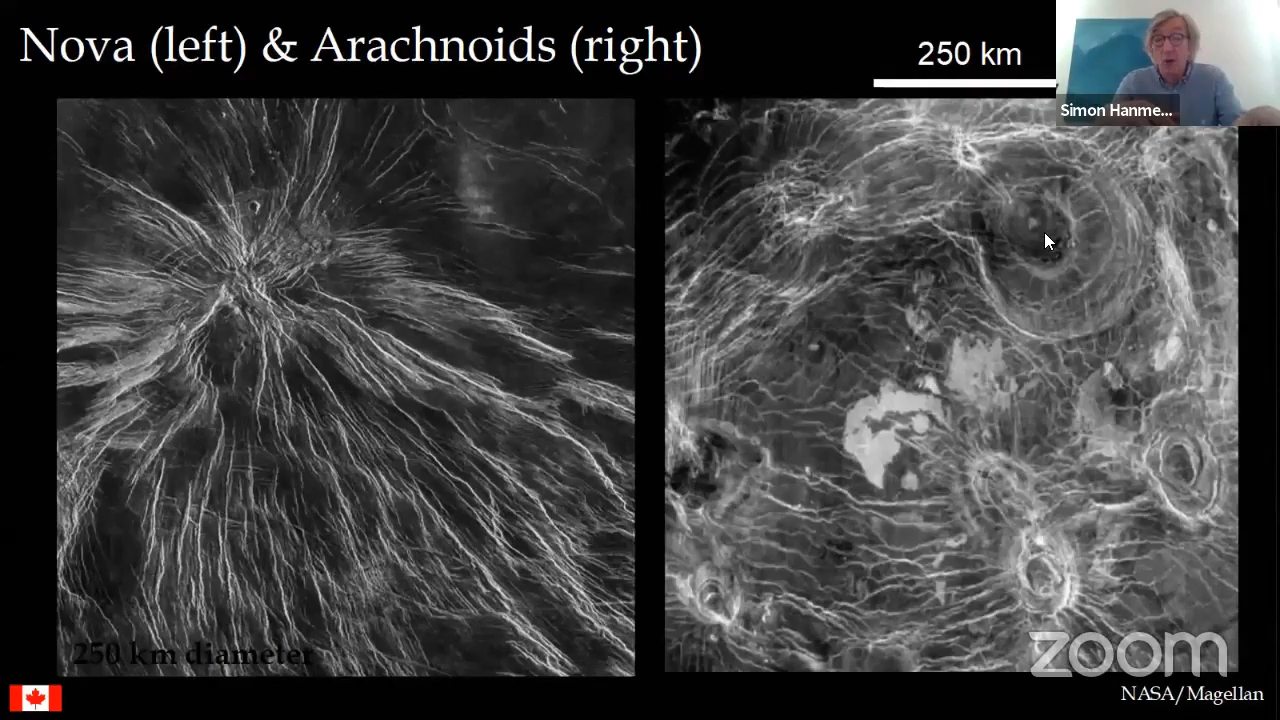 Nova (left) & Arachnoids (right)
250 km
Simon Hanme...
250 km diameter
zoom
NASA/Magellan